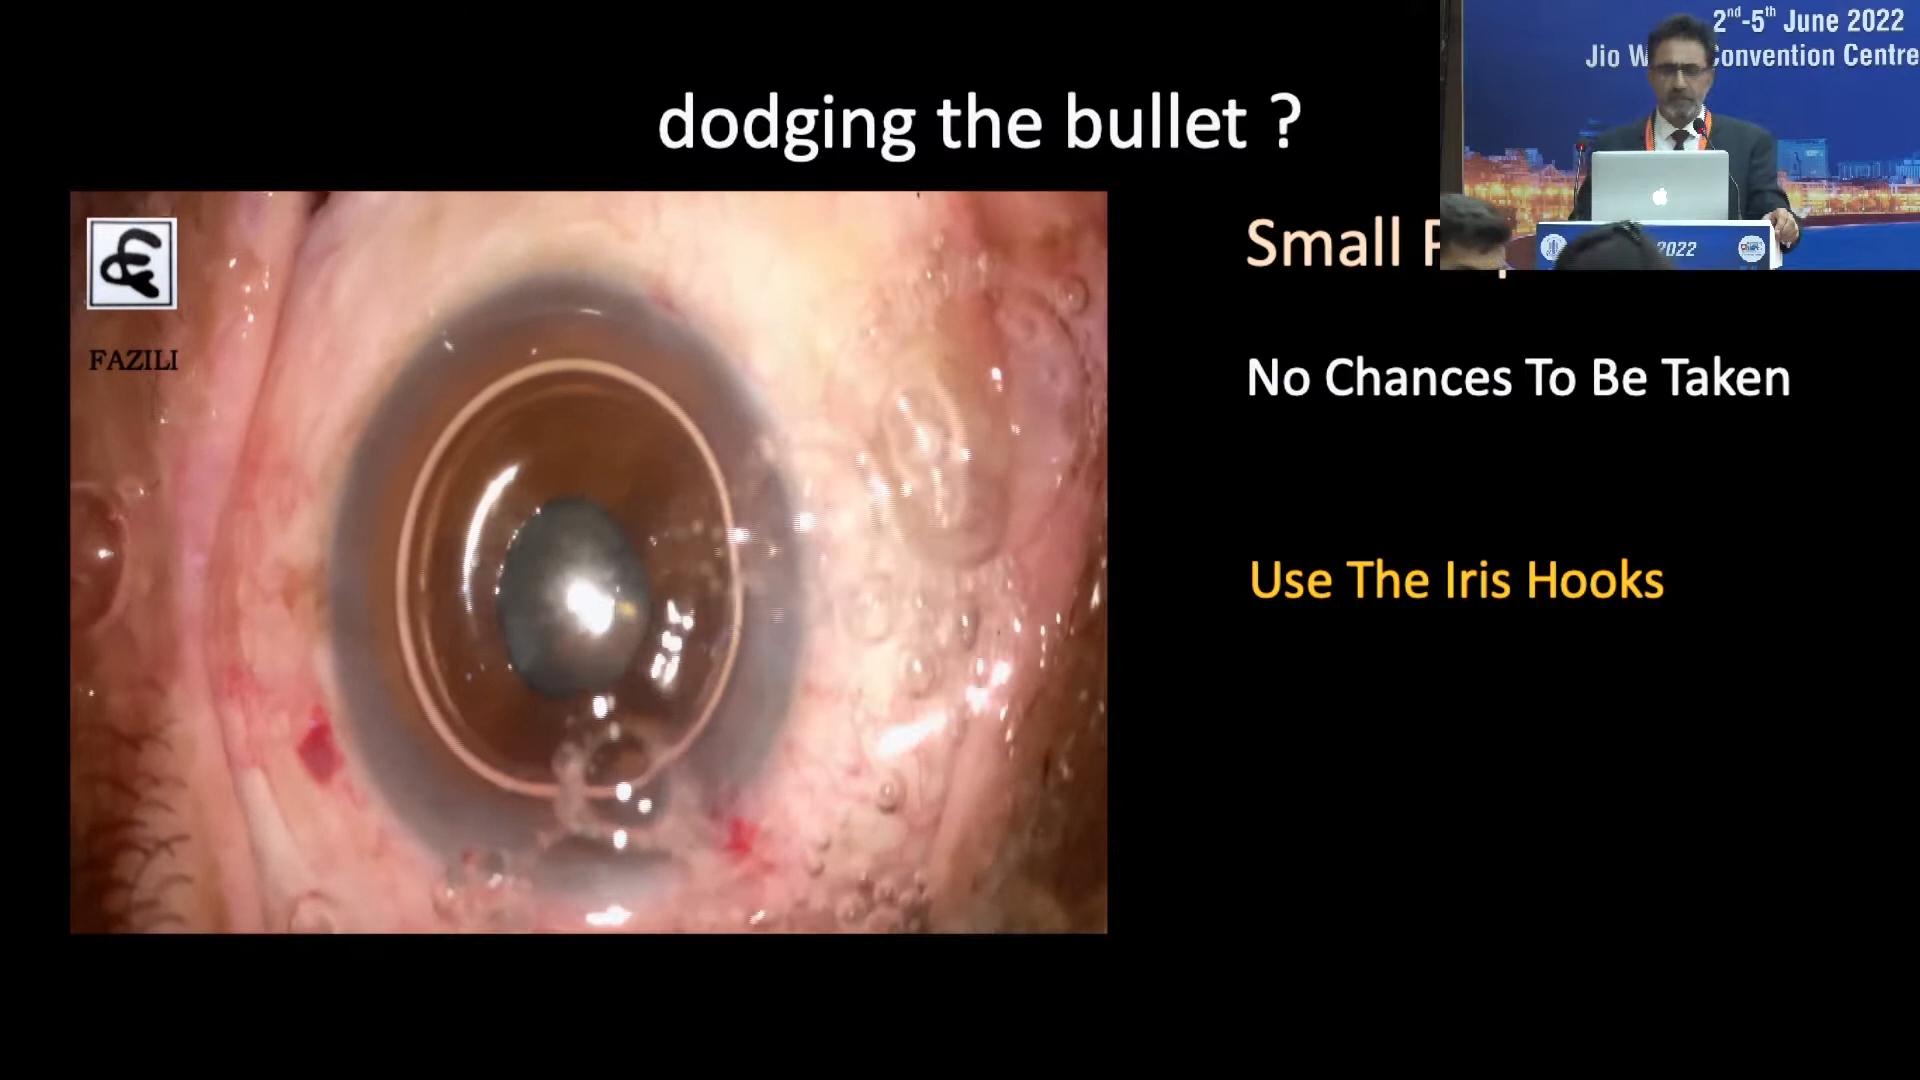 dodging the bullet ?
2nd-5th June 2022
Jio Convention Centre
2022
FAZILI
Small
No Chances To Be Taken
Use The Iris Hooks